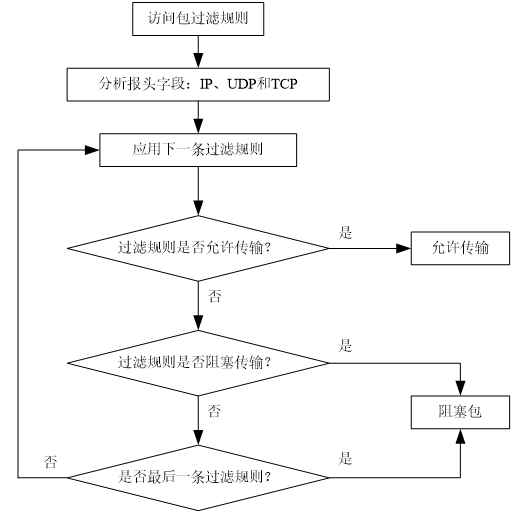 访问包过滤规则
分析报头字段：IP、UDP和TCP
应用下一条过滤规则
过滤规则是否允许传输？
是
允许传输
否
过滤规则是否阻塞传输？
是
阻塞包
否
是否最后一条过滤规则？
否
是